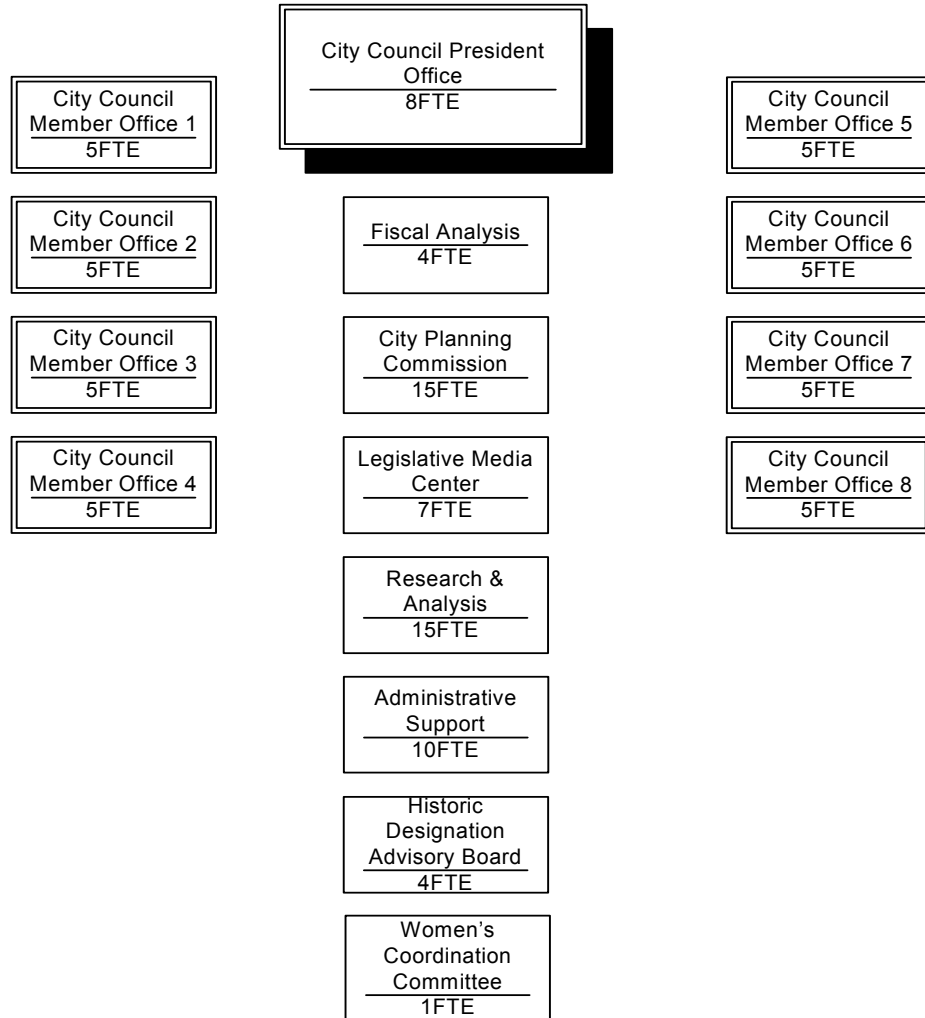 City Council President
Office
8FTE
City Council
Member Office 1
5FTE
City Council
Member Office 2
5FTE
City Council
Member Office 3
5FTE
City Council
Member Office 4
5FTE
Fiscal Analysis
4FTE
City Planning
Commission
15FTE
Legislative Media
Center
7FTE
Research &
Analysis
15FTE
Administrative
Support
10FTE
Historic
Designation
Advisory Board
4FTE
Women’s
Coordination
Committee
1FTE
City Council
Member Office 5
5FTE
City Council
Member Office 6
5FTE
City Council
Member Office 7
5FTE
City Council
Member Office 8
5FTE